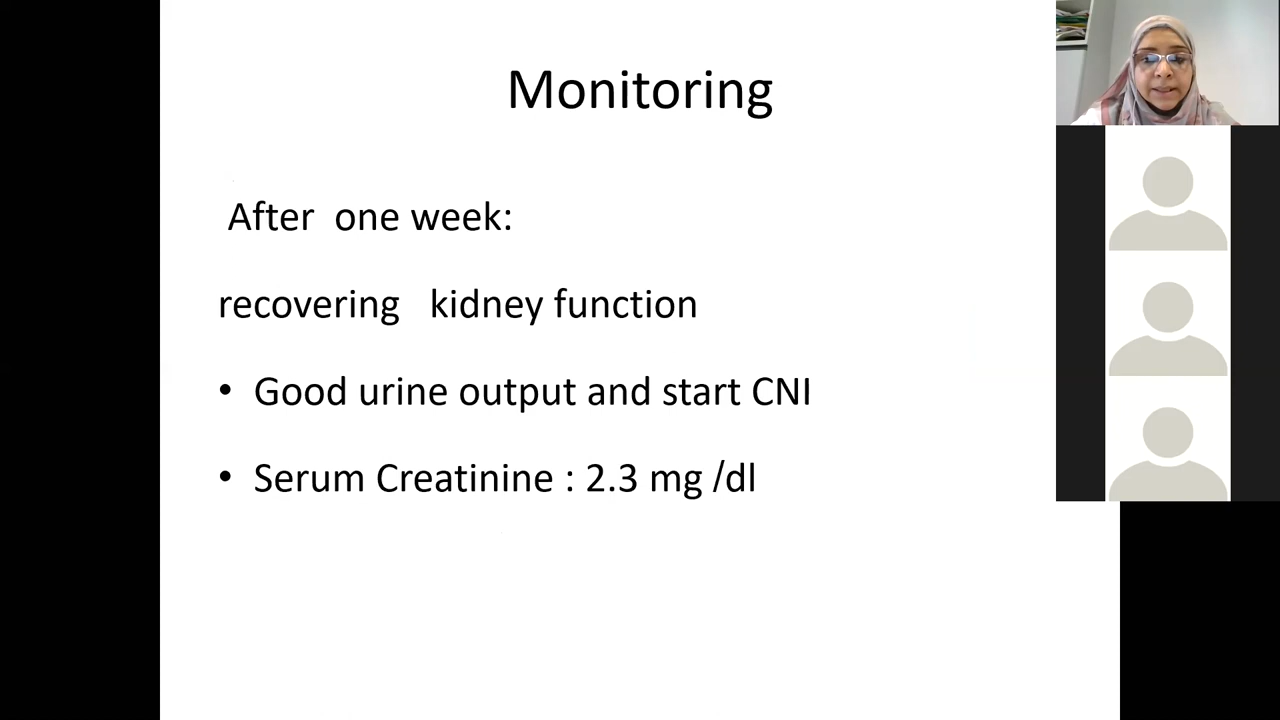 Monitoring
After one week:
recovering kidney function
• Good urine output and start CNI
• Serum Creatinine : 2.3 mg /dl